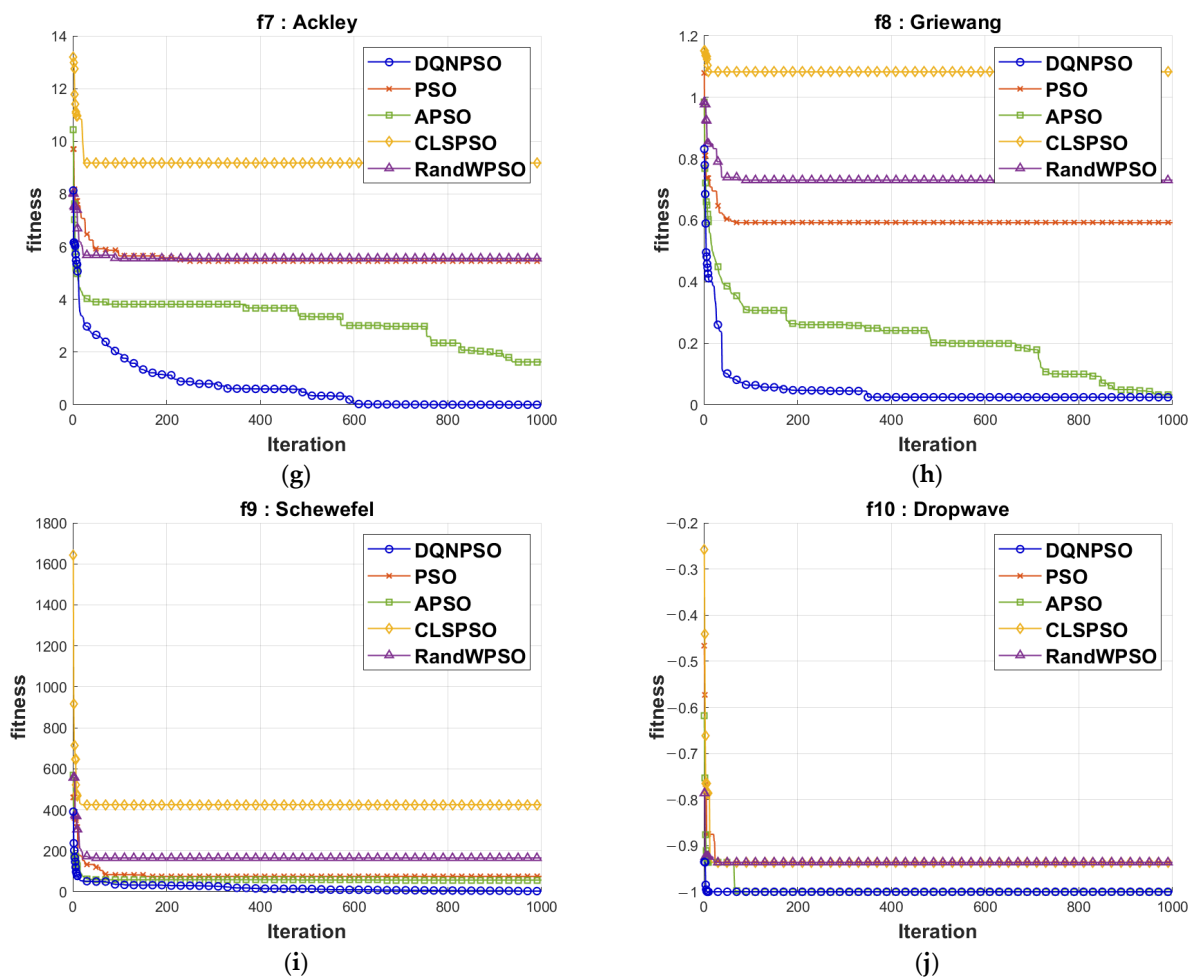 f7 : Ackley
14
12
10
8
6
4
2
0
fitness
0 200 400 600 800 1000
Iteration
DQNPSO
PSO
APSO
CLSPSO
RandWPSO
(g)
f8 : Griewang
1.2
1
0.8
0.6
0.4
0.2
0
fitness
0 200 400 600 800 1000
Iteration
DQNPSO
PSO
APSO
CLSPSO
RandWPSO
(h)
f9 : Schewefel
1800
1600
1400
1200
1000
800
600
400
200
0
fitness
0 200 400 600 800 1000
Iteration
DQNPSO
PSO
APSO
CLSPSO
RandWPSO
(i)
f10 : Dropwave
−0.2
−0.3
−0.4
−0.5
−0.6
−0.7
−0.8
−0.9
−1
fitness
0 200 400 600 800 1000
Iteration
DQNPSO
PSO
APSO
CLSPSO
RandWPSO
(j)